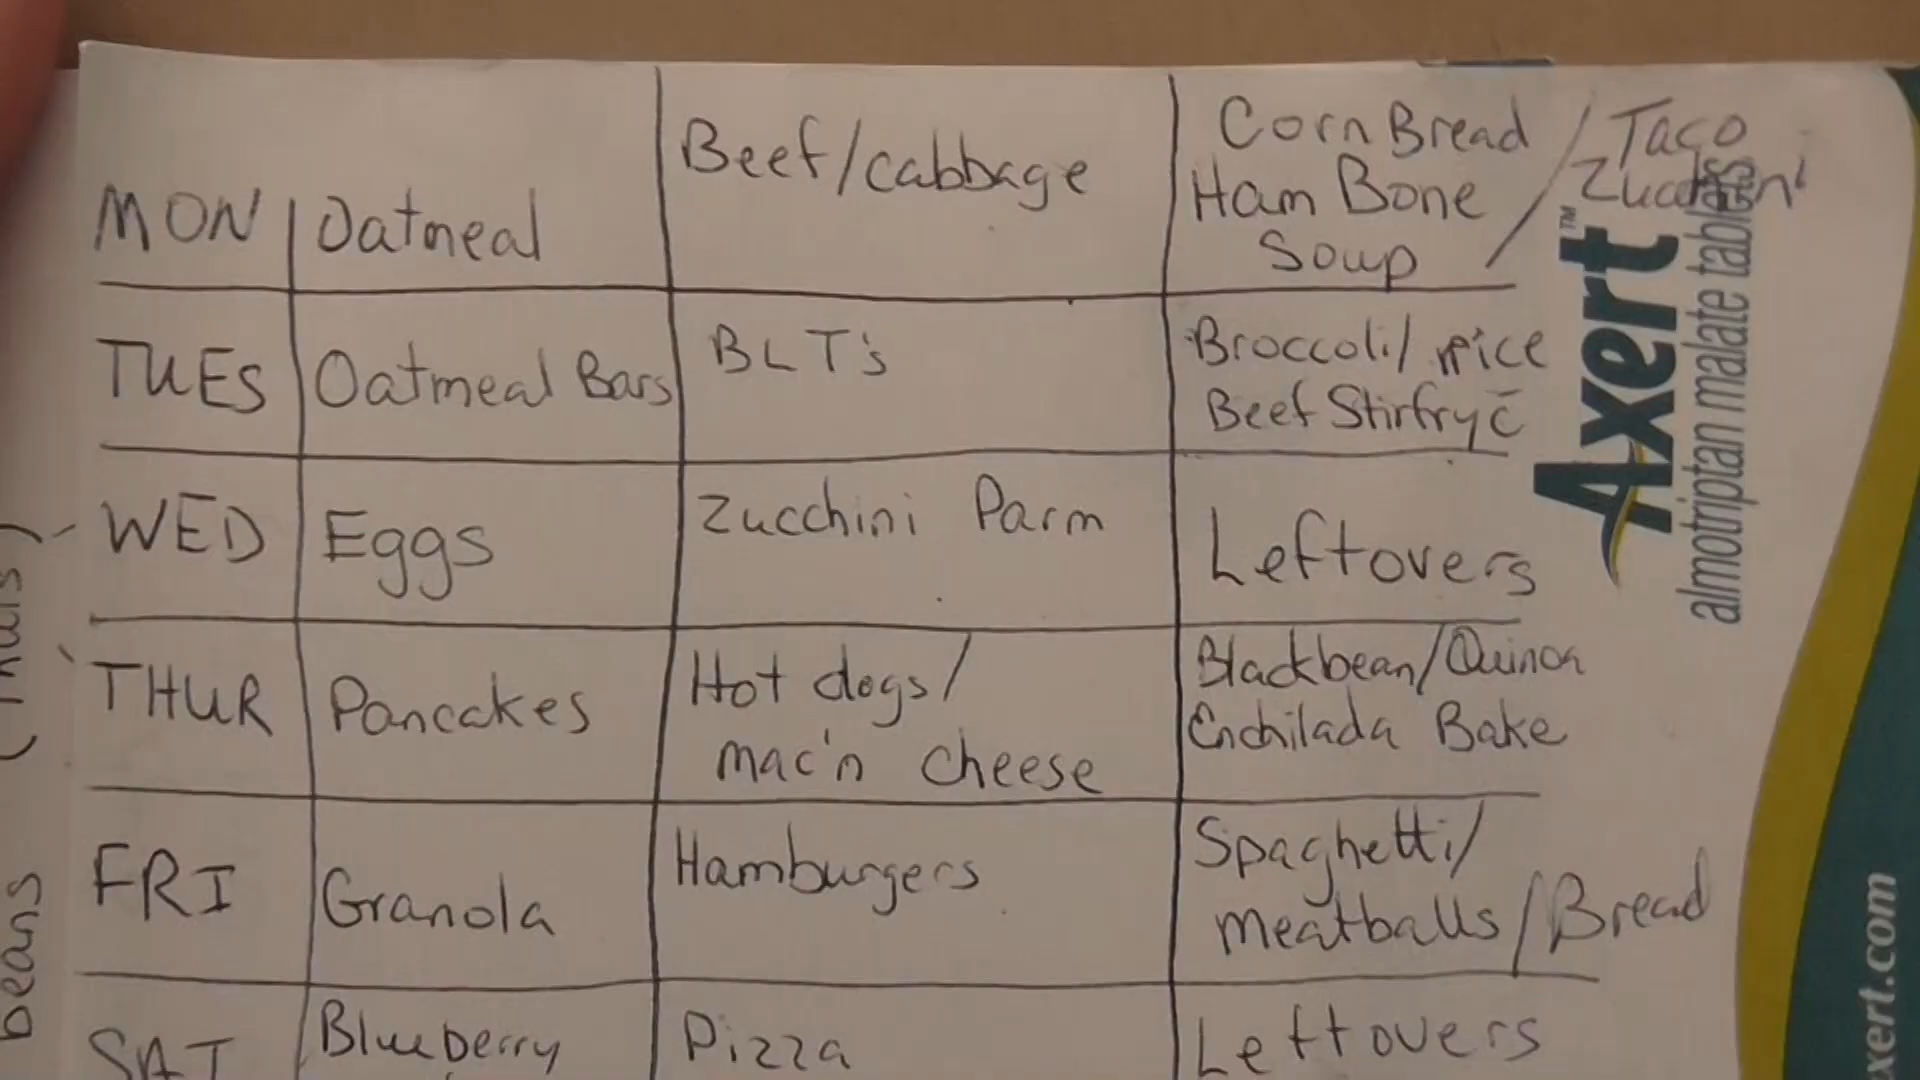 MON Oatmeal Beef/cabbage Corn Bread / Taco
Ham Bone Zucchini
Soup
TUES Oatmeal Bars BLT's Broccoli/ rice
Beef Stirfry c̄
WED Eggs Zucchini Parm Leftovers
THUR Pancakes Hot dogs/ Blackbean/Quinoa
mac'n cheese Enchilada Bake
FRI Granola Hamburgers Spaghetti/
meatballs/Bread
SAT Blueberry Pizza Leftovers
Axert™
almotriptan malate tablets
xert.com
(Thurs)
beans